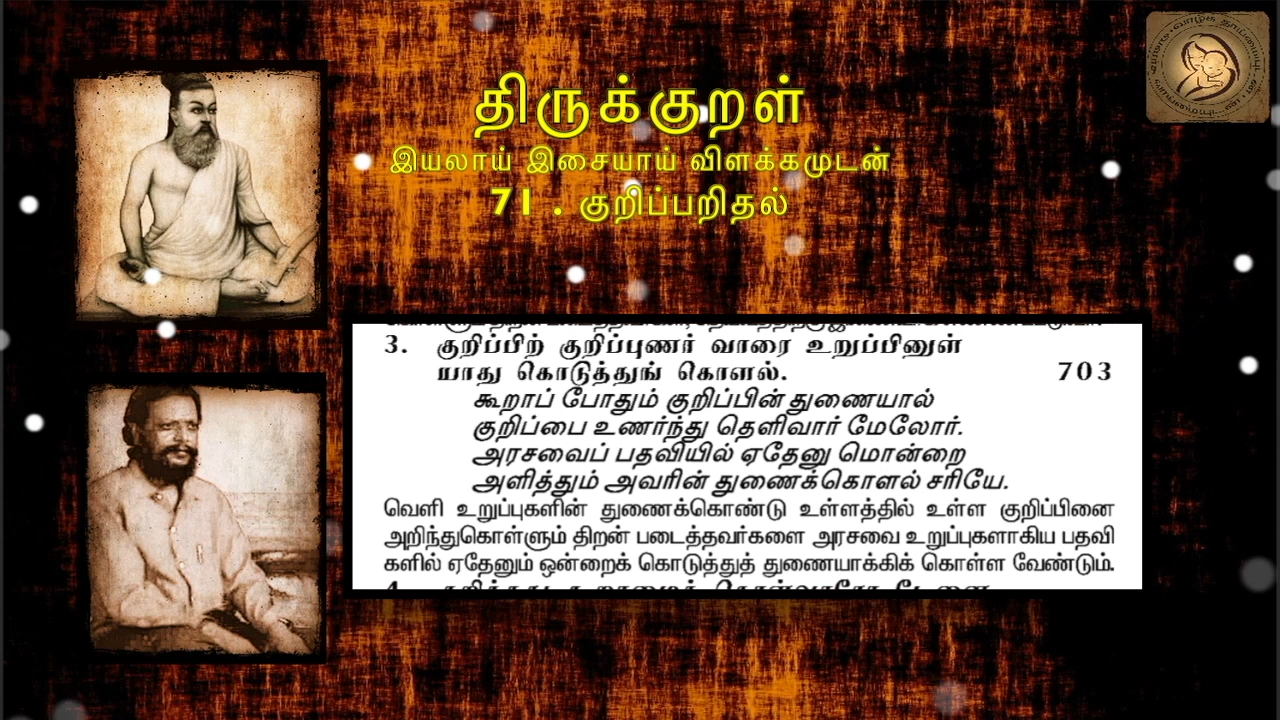 திருக்குறள்
இயலாய் இசையாய் விளக்கமுடன்
71 . குறிப்பறிதல்
3. குறிப்பிற் குறிப்புணர் வாரை உறுப்பினுள்
யாது கொடுத்துங் கொளல். 703
கூறாப் போதும் குறிப்பின் துணையால்
குறிப்பை உணர்ந்து தெளிவார் மேலோர்.
அரசவைப் பதவியில் ஏதேனு மொன்றை
அளித்தும் அவரின் துணைக்கொளல் சரியே.
வெளி உறுப்புகளின் துணைக்கொண்டு உள்ளத்தில் உள்ள குறிப்பினை
அறிந்துகொள்ளும் திறன் படைத்தவர்களை அரசவை உறுப்புகளாகிய பதவி
களில் ஏதேனும் ஒன்றைக் கொடுத்துத் துணையாக்கிக் கொள்ள வேண்டும்.